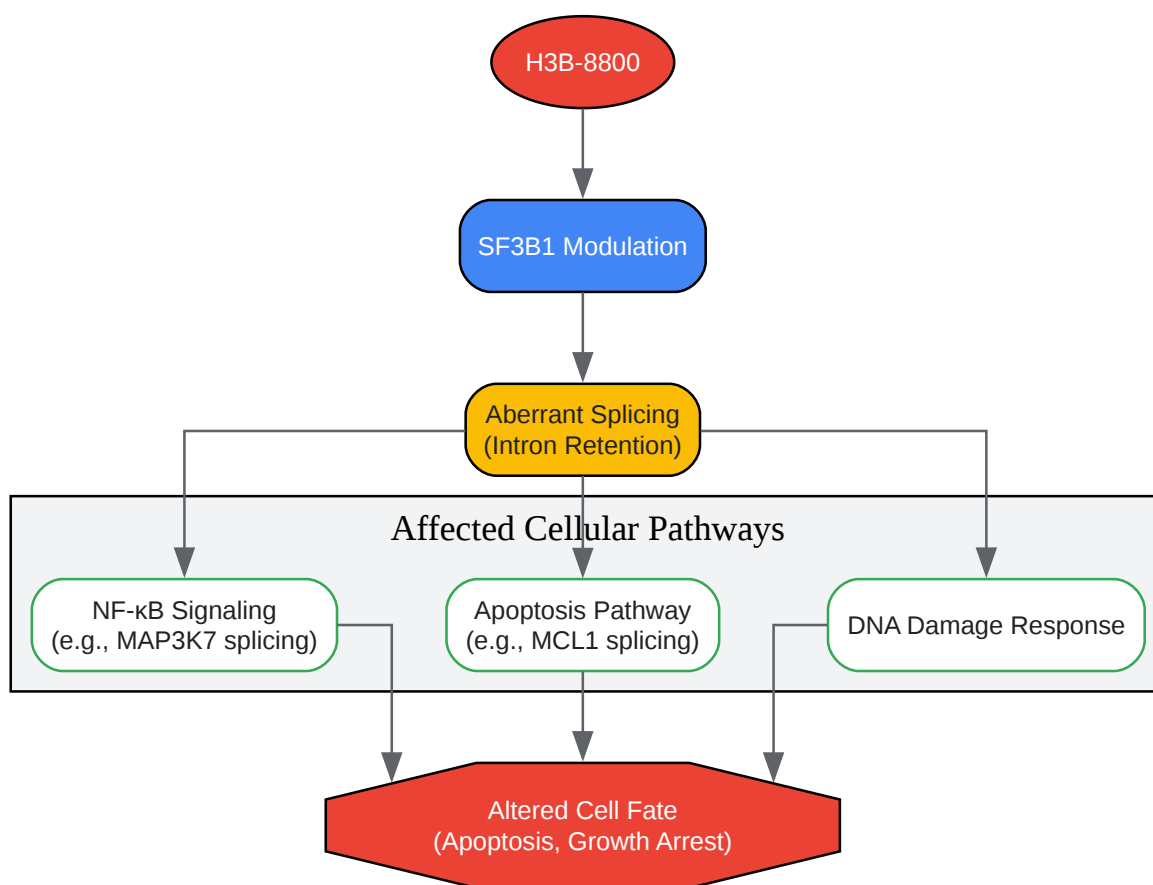 H3B-8800
SF3B1 Modulation
Aberrant Splicing
(Intron Retention)
Affected Cellular Pathways
NF-κB Signaling
(e.g., MAP3K7 splicing)
Apoptosis Pathway
(e.g., MCL1 splicing)
DNA Damage Response
Altered Cell Fate
(Apoptosis, Growth Arrest)